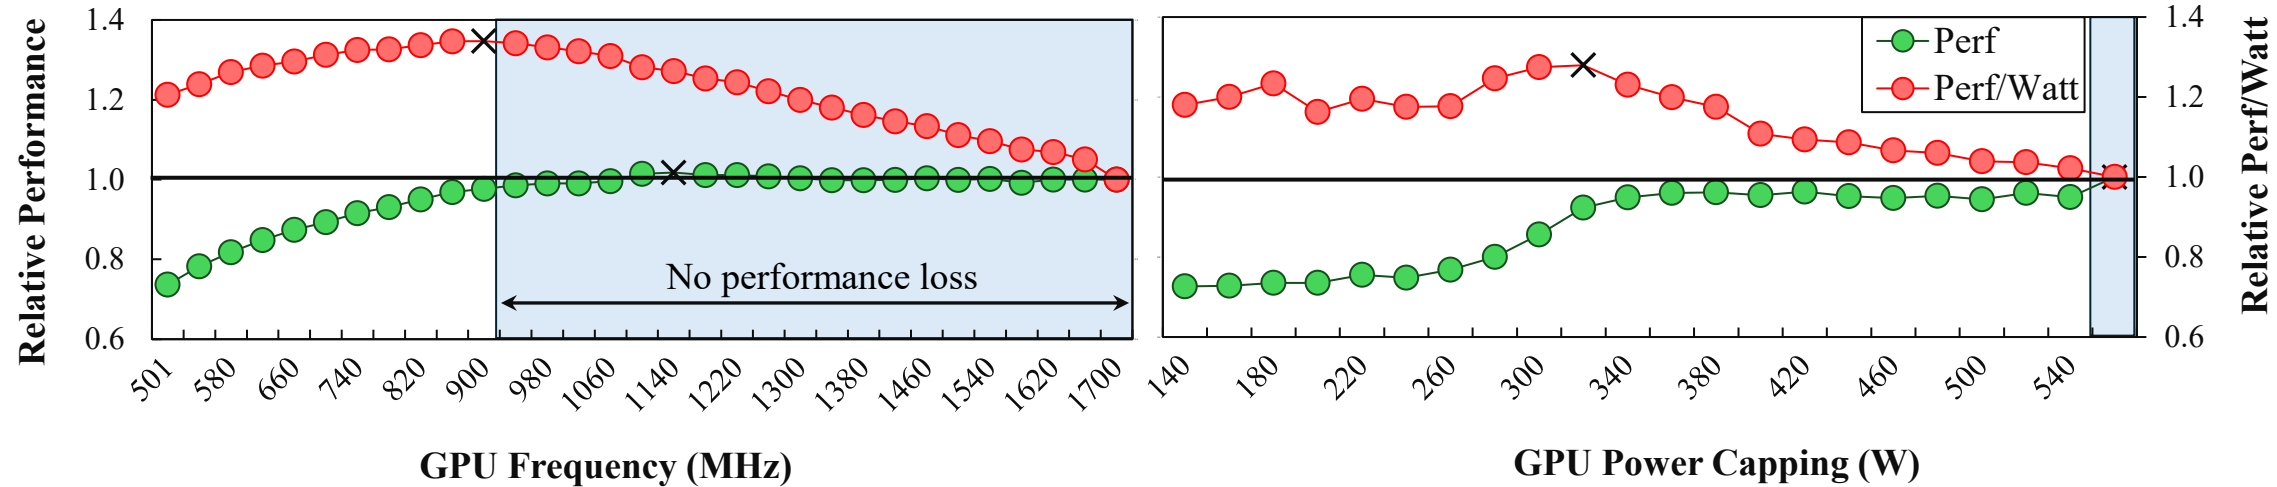 Relative Performance
1.4
1.2
1.0
0.8
0.6
No performance loss
501 580 660 740 820 900 980 1060 1140 1220 1300 1380 1460 1540 1620 1700
GPU Frequency (MHz)
Perf
Perf/Watt
140 180 220 260 300 340 380 420 460 500 540
GPU Power Capping (W)
1.4
1.2
1.0
0.8
0.6
Relative Perf/Watt